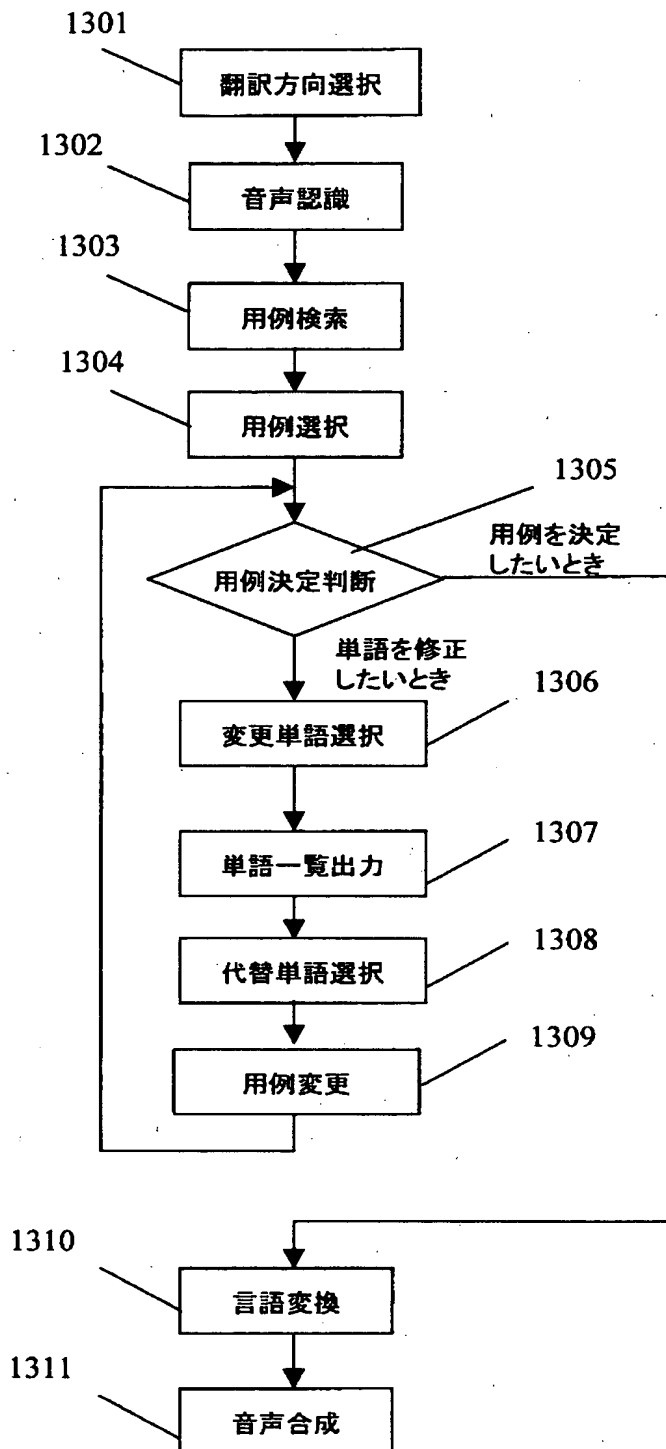 1301
翻訳方向選択
1302
音声認識
1303
用例検索
1304
用例選択
1305
用例決定判断
用例を決定
したいとき
単語を修正
したいとき
1306
変更単語選択
1307
単語一覧出力
1308
代替単語選択
1309
用例変更
1310
言語変換
1311
音声合成